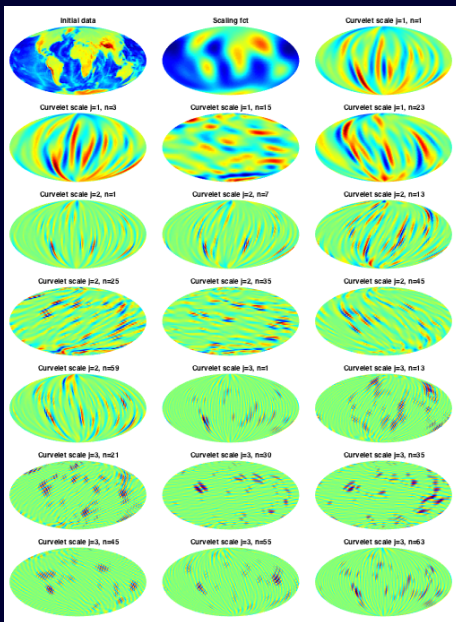 Initial data
Scaling fct
Curvelet scale j=1, n=1
Curvelet scale j=1, n=3
Curvelet scale j=1, n=15
Curvelet scale j=1, n=23
Curvelet scale j=2, n=1
Curvelet scale j=2, n=7
Curvelet scale j=2, n=13
Curvelet scale j=2, n=25
Curvelet scale j=2, n=35
Curvelet scale j=2, n=45
Curvelet scale j=2, n=59
Curvelet scale j=3, n=1
Curvelet scale j=3, n=13
Curvelet scale j=3, n=21
Curvelet scale j=3, n=30
Curvelet scale j=3, n=35
Curvelet scale j=3, n=45
Curvelet scale j=3, n=55
Curvelet scale j=3, n=63